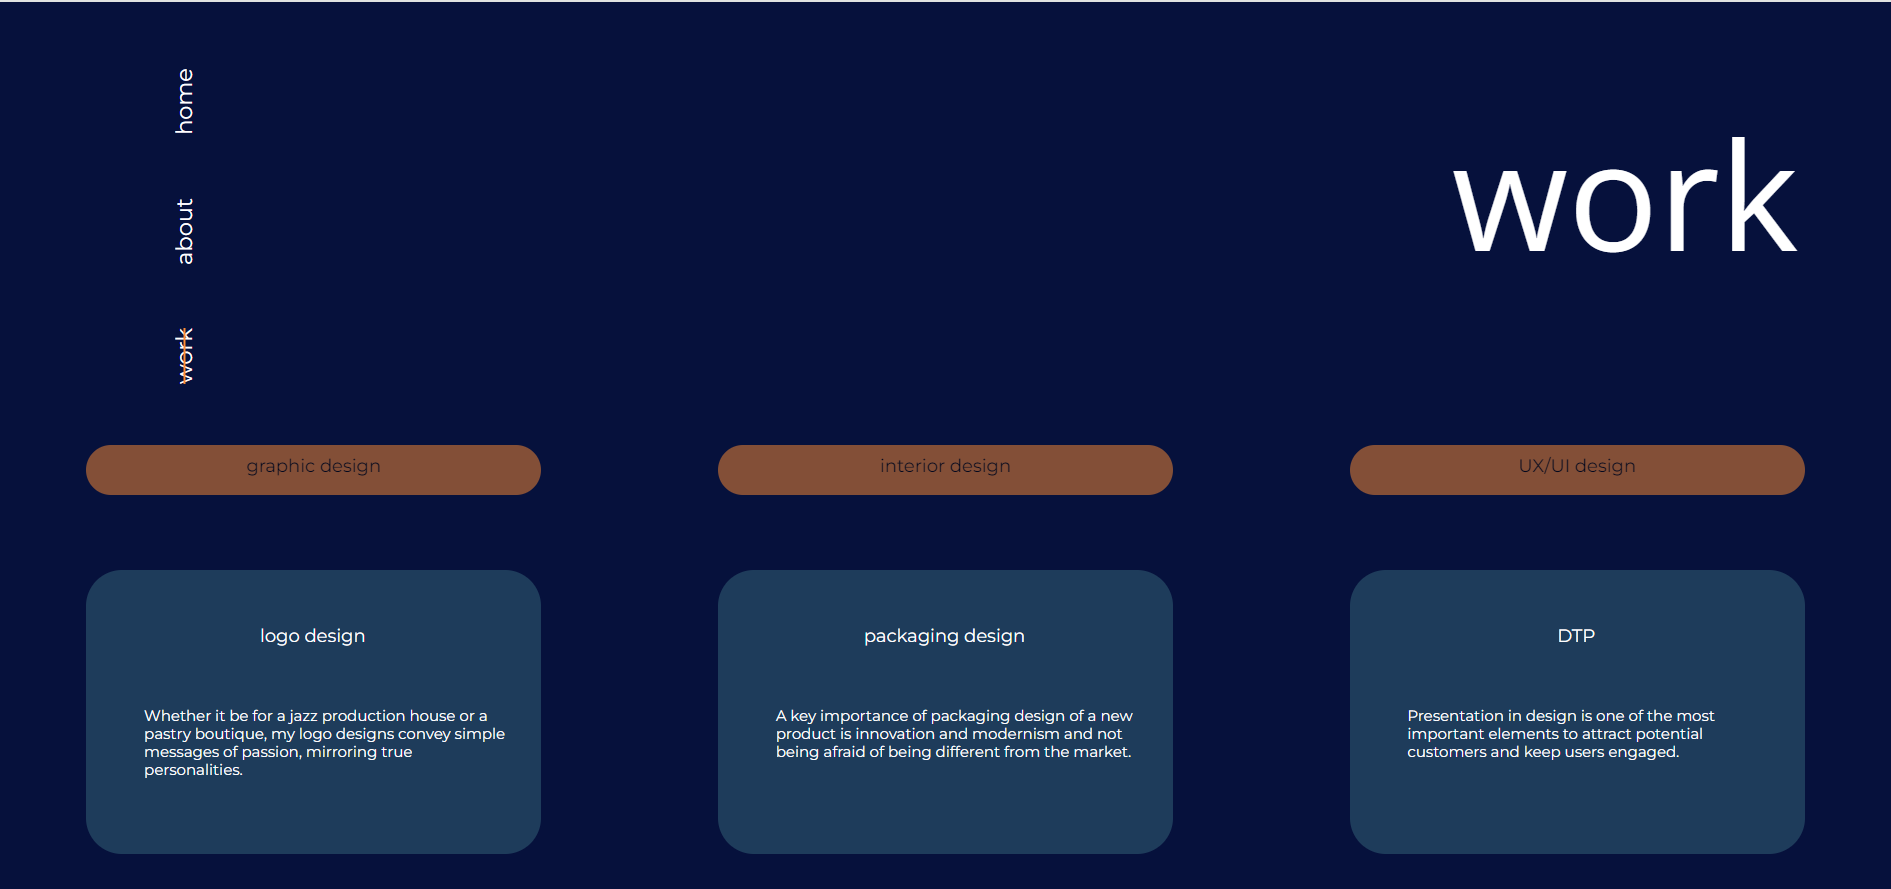 home
about
work
work
graphic design
interior design
UX/UI design
logo design
Whether it be for a jazz production house or a
pastry boutique, my logo designs convey simple
messages of passion, mirroring true
personalities.
packaging design
A key importance of packaging design of a new
product is innovation and modernism and not
being afraid of being different from the market.
DTP
Presentation in design is one of the most
important elements to attract potential
customers and keep users engaged.